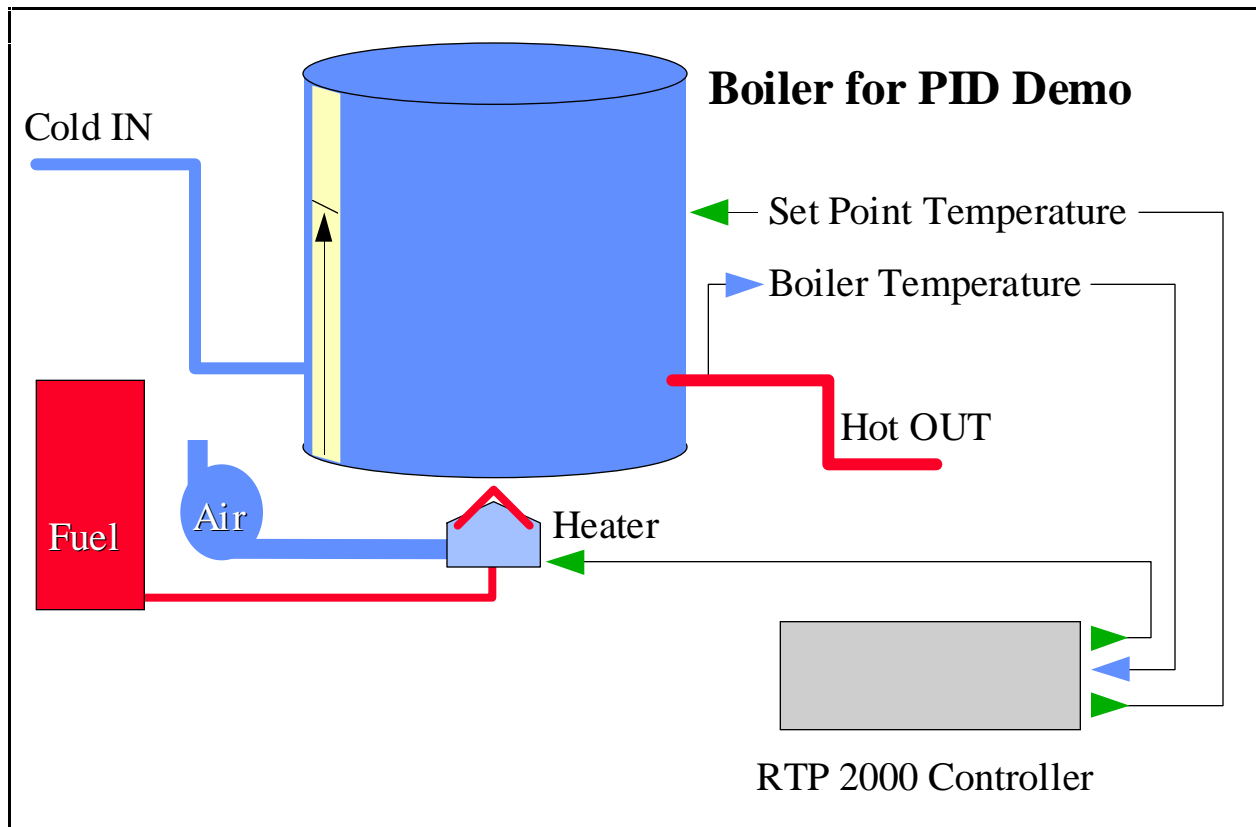 Boiler for PID Demo
Cold IN
Set Point Temperature
Boiler Temperature
Hot OUT
Fuel
Air
Heater
RTP 2000 Controller